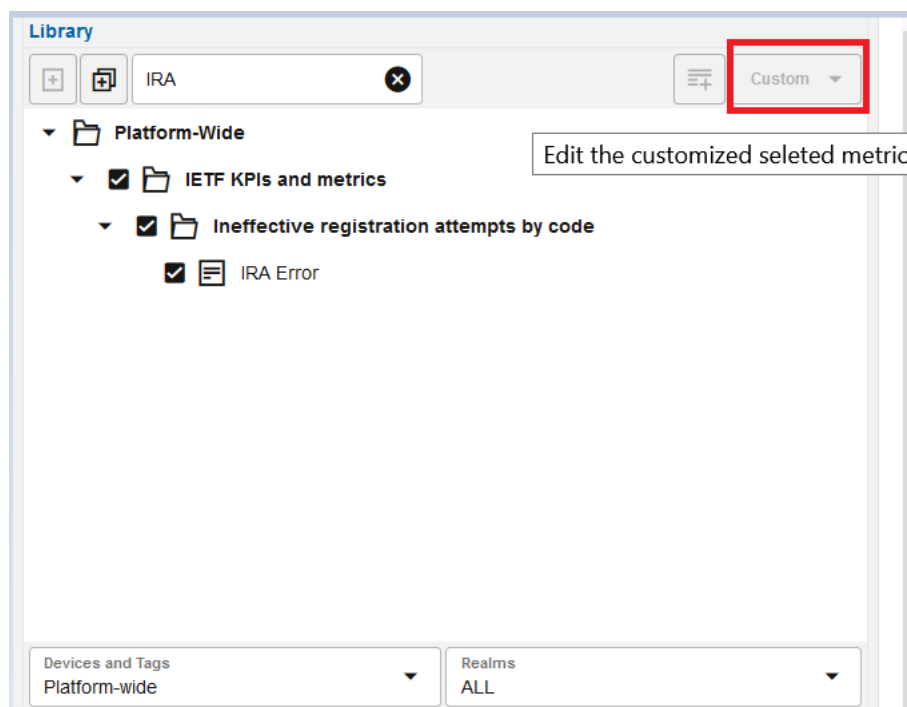 Library
IRA
Custom
Platform-Wide
Edit the customized seleted metric
IETF KPIs and metrics
Ineffective registration attempts by code
IRA Error
Devices and Tags
Platform-wide
Realms
ALL